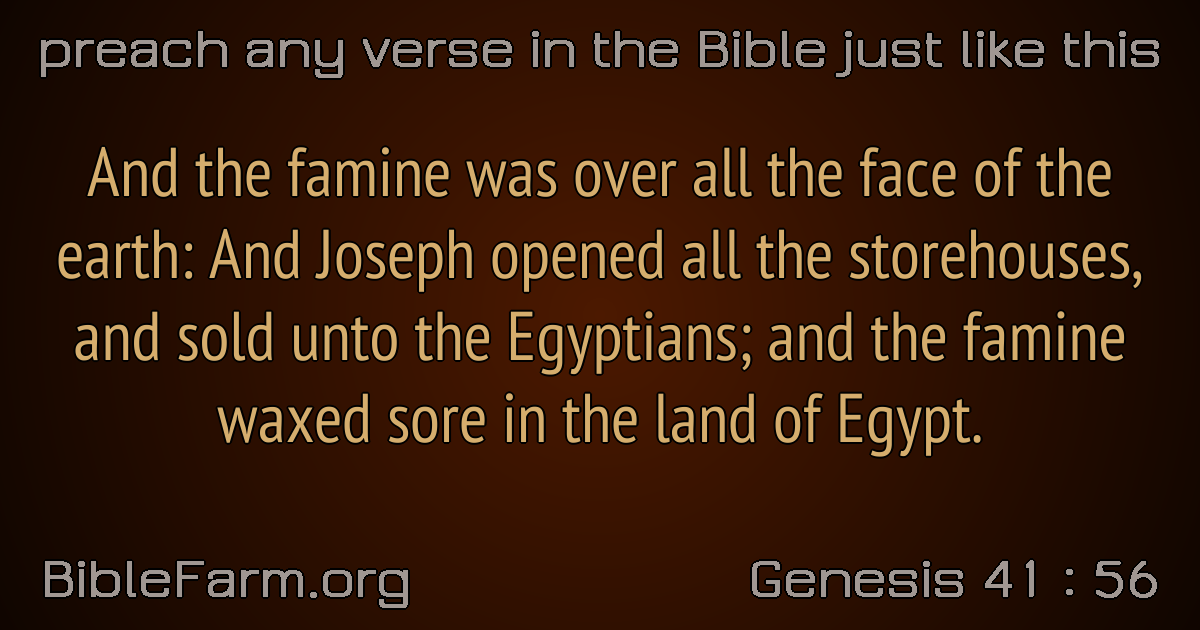 preach any verse in the Bible just like this
And the famine was over all the face of the
earth: And Joseph opened all the storehouses,
and sold unto the Egyptians; and the famine
waxed sore in the land of Egypt.
BibleFarm.org
Genesis 41 : 56